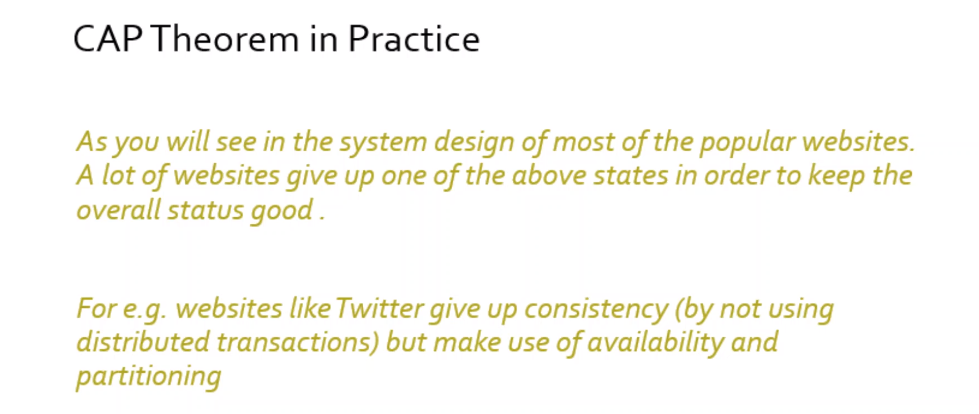 CAP Theorem in Practice
As you will see in the system design of most of the popular websites.
A lot of websites give up one of the above states in order to keep the
overall status good .
For e.g. websites like Twitter give up consistency (by not using
distributed transactions) but make use of availability and
partitioning